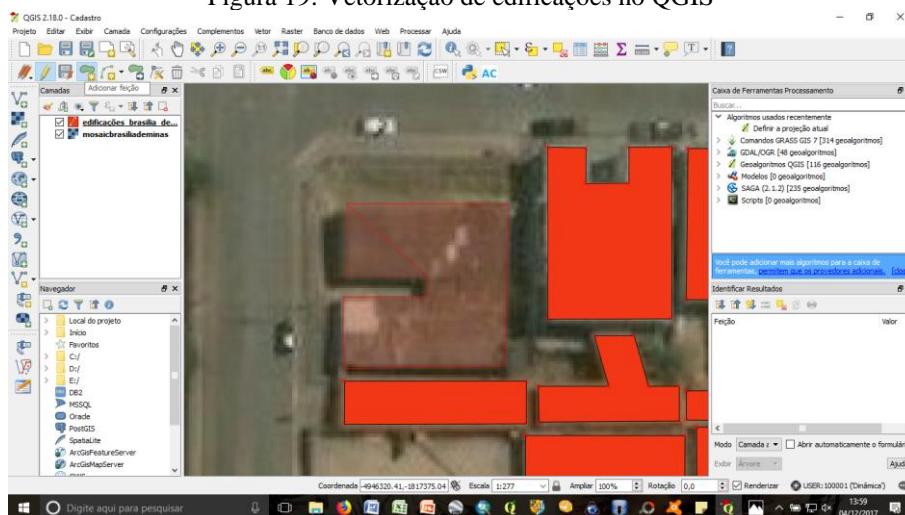 Figura 19: Vetorização de edificações no QGIS
QGIS 2.18.0 - Cadastro
Projeto Editar Exibir Camada Configurações Complementos Vetor Raster Banco de dados Web Processar Ajuda
CSW AC
Camadas
Adicionar feição
edificações_brasilia_de...
mosaicbrasiliademinas
Navegador
Local do projeto
Início
Favoritos
C:/
D:/
E:/
DB2
MSSQL
Oracle
PostGIS
SpatiaLite
ArcGisFeatureServer
ArcGisMapServer
Caixa de Ferramentas Processamento
Buscar...
Algoritmos usados recentemente
Definir a projeção atual
Comandos GRASS GIS 7 [314 geoalgoritmos]
GDAL/OGR [48 geoalgoritmos]
Geoalgoritmos QGIS [116 geoalgoritmos]
Modelos [0 geoalgoritmos]
SAGA (2.1.2) [235 geoalgoritmos]
Scripts [0 geoalgoritmos]
Você pode adicionar mais algoritmos para a caixa de
ferramentas, permitem que os provedores adicionais.
Identificar Resultados
Feição Valor
Modo Camada Abrir automaticamente o formulár
Exibir Árvore Ajud
Coordenada -4946320.41,-1817375.04 Escala 1:277 Ampliar 100% Rotação 0,0 Renderizar USER:100001 (Dinâmica)
Digite aqui para pesquisar
13:59
04/12/2017